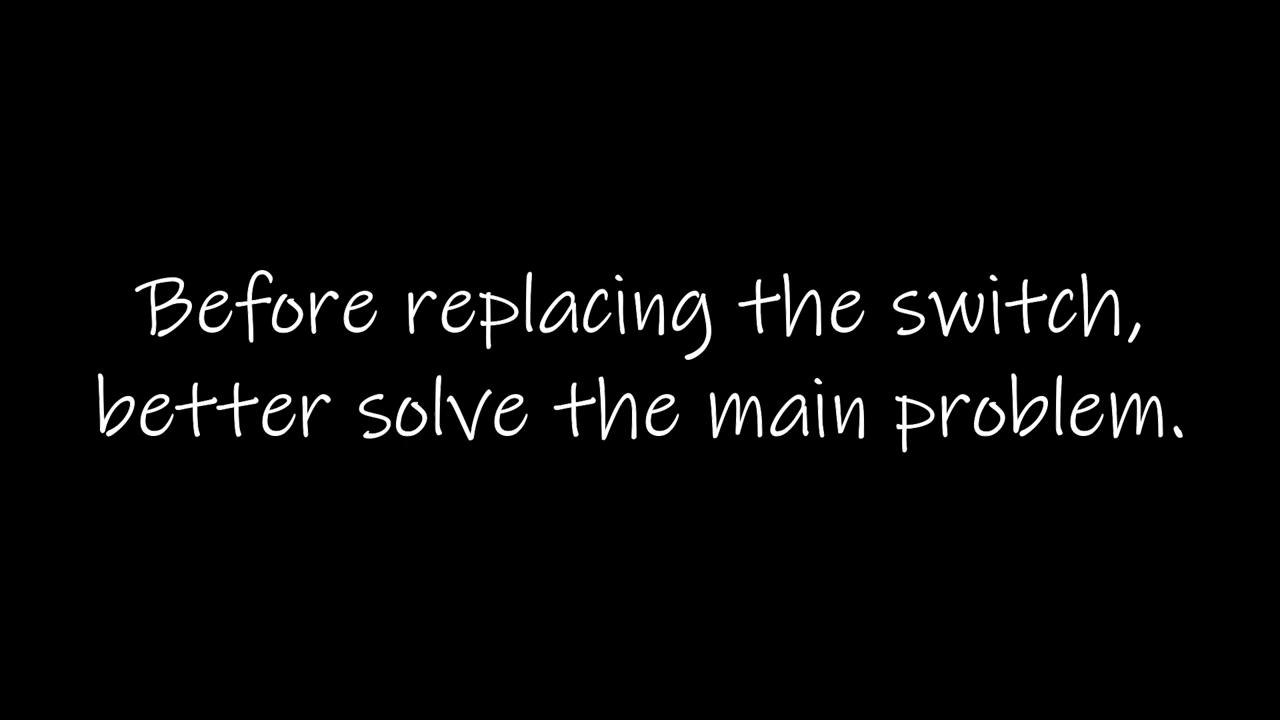 Before replacing the switch,
better solve the main problem.